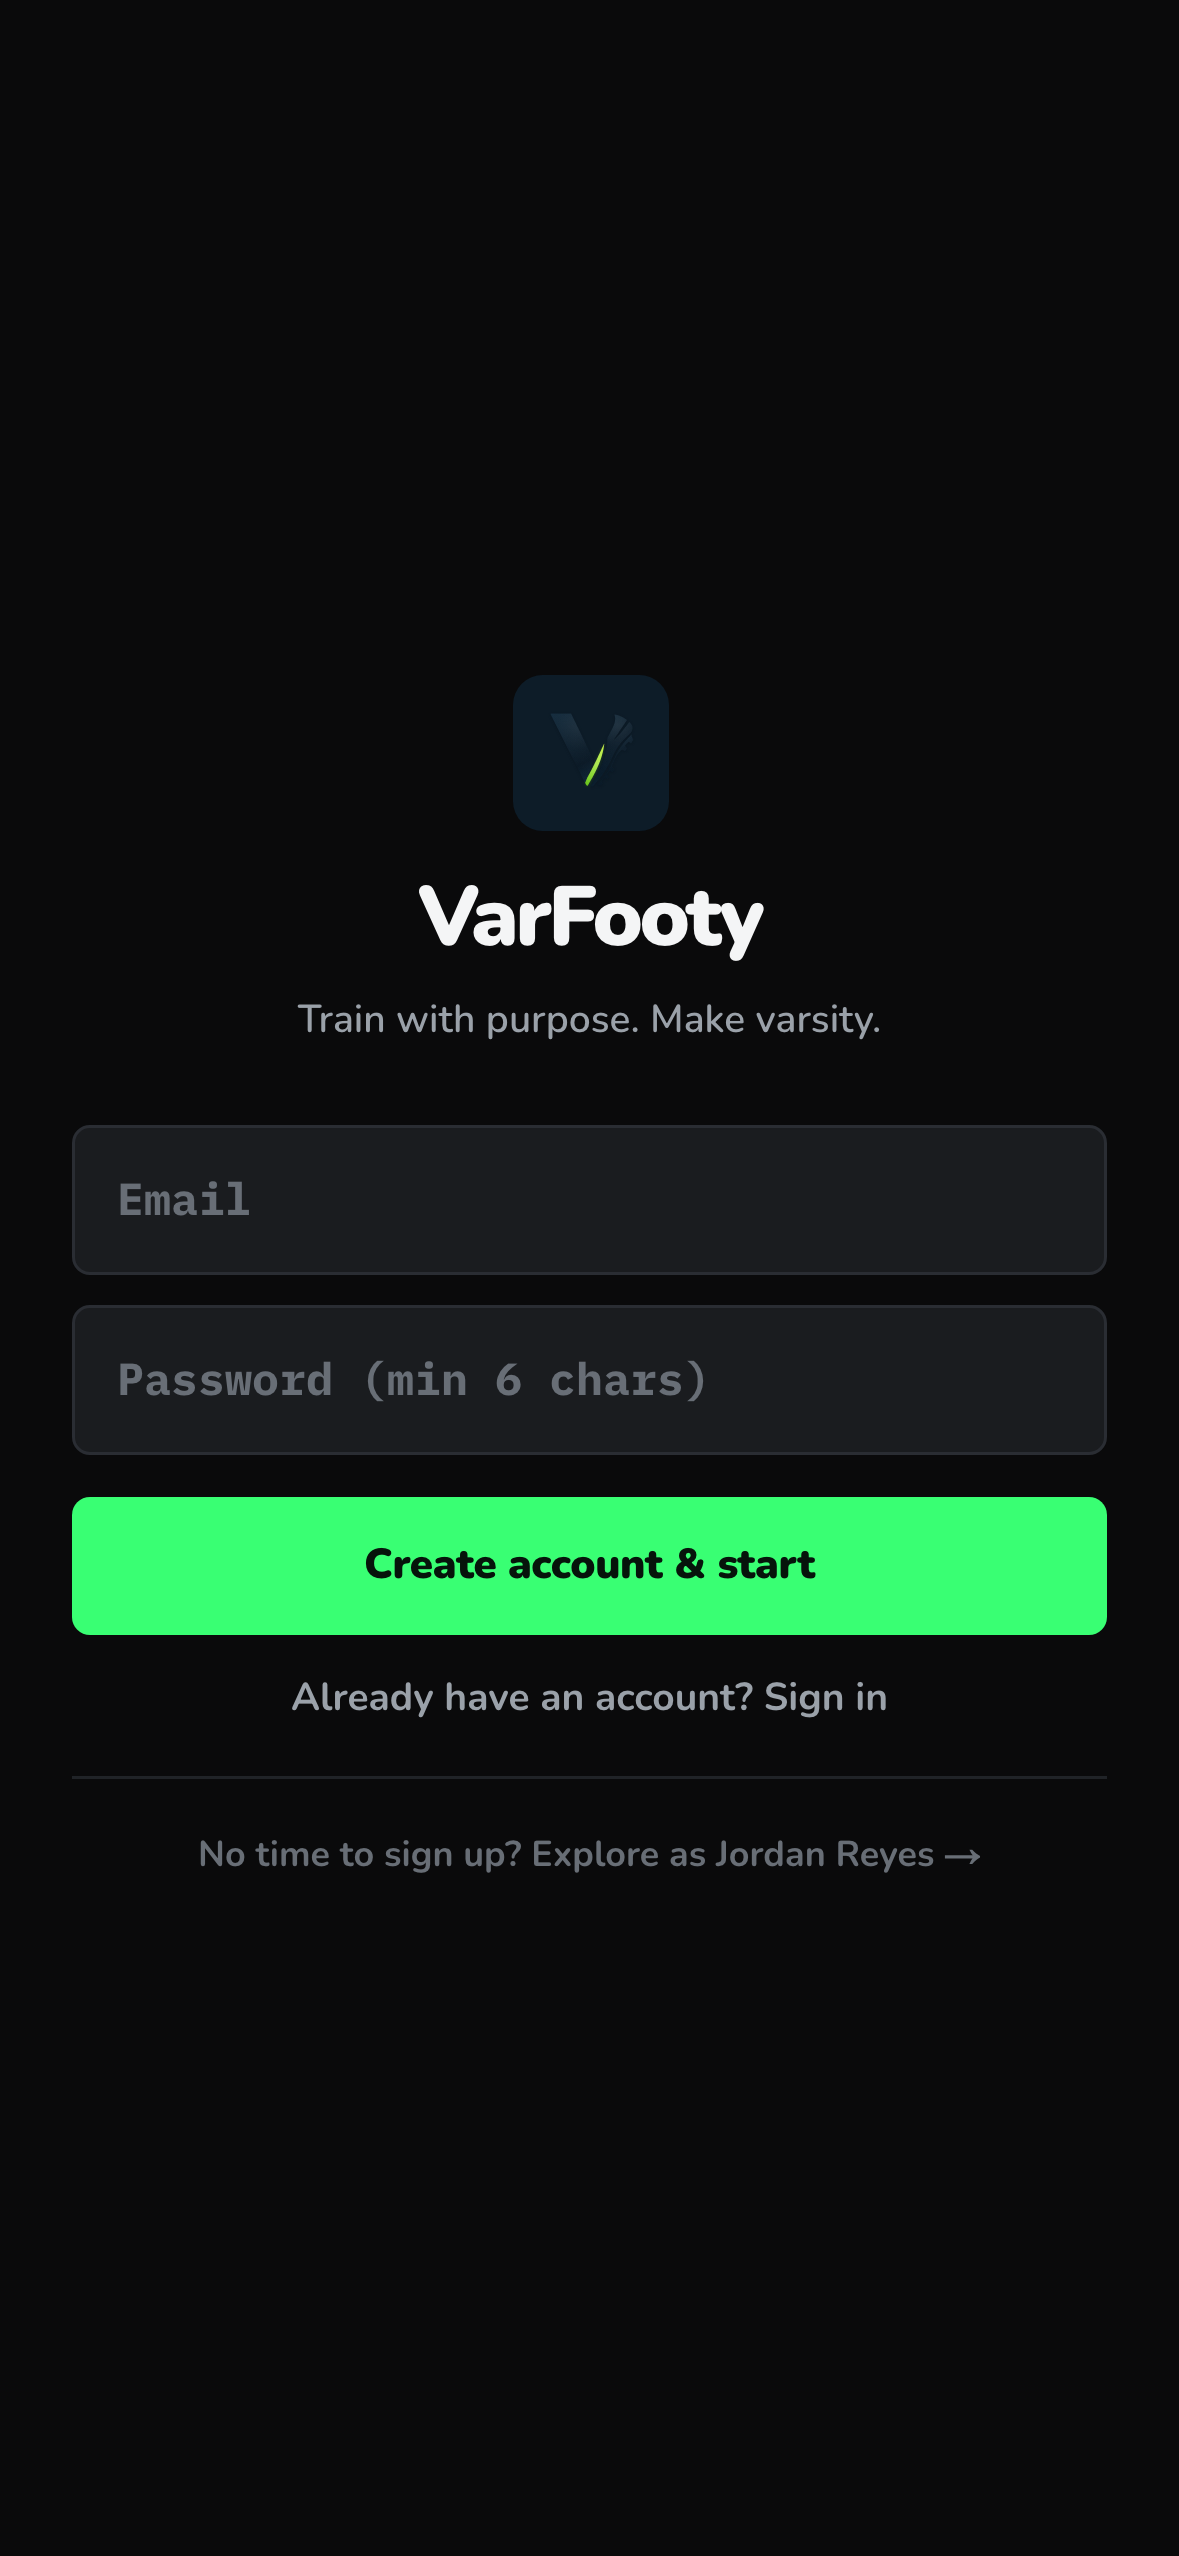 VarFooty
Train with purpose. Make varsity.
Email
Password (min 6 chars)
Create account & start
Already have an account? Sign in
No time to sign up? Explore as Jordan Reyes →